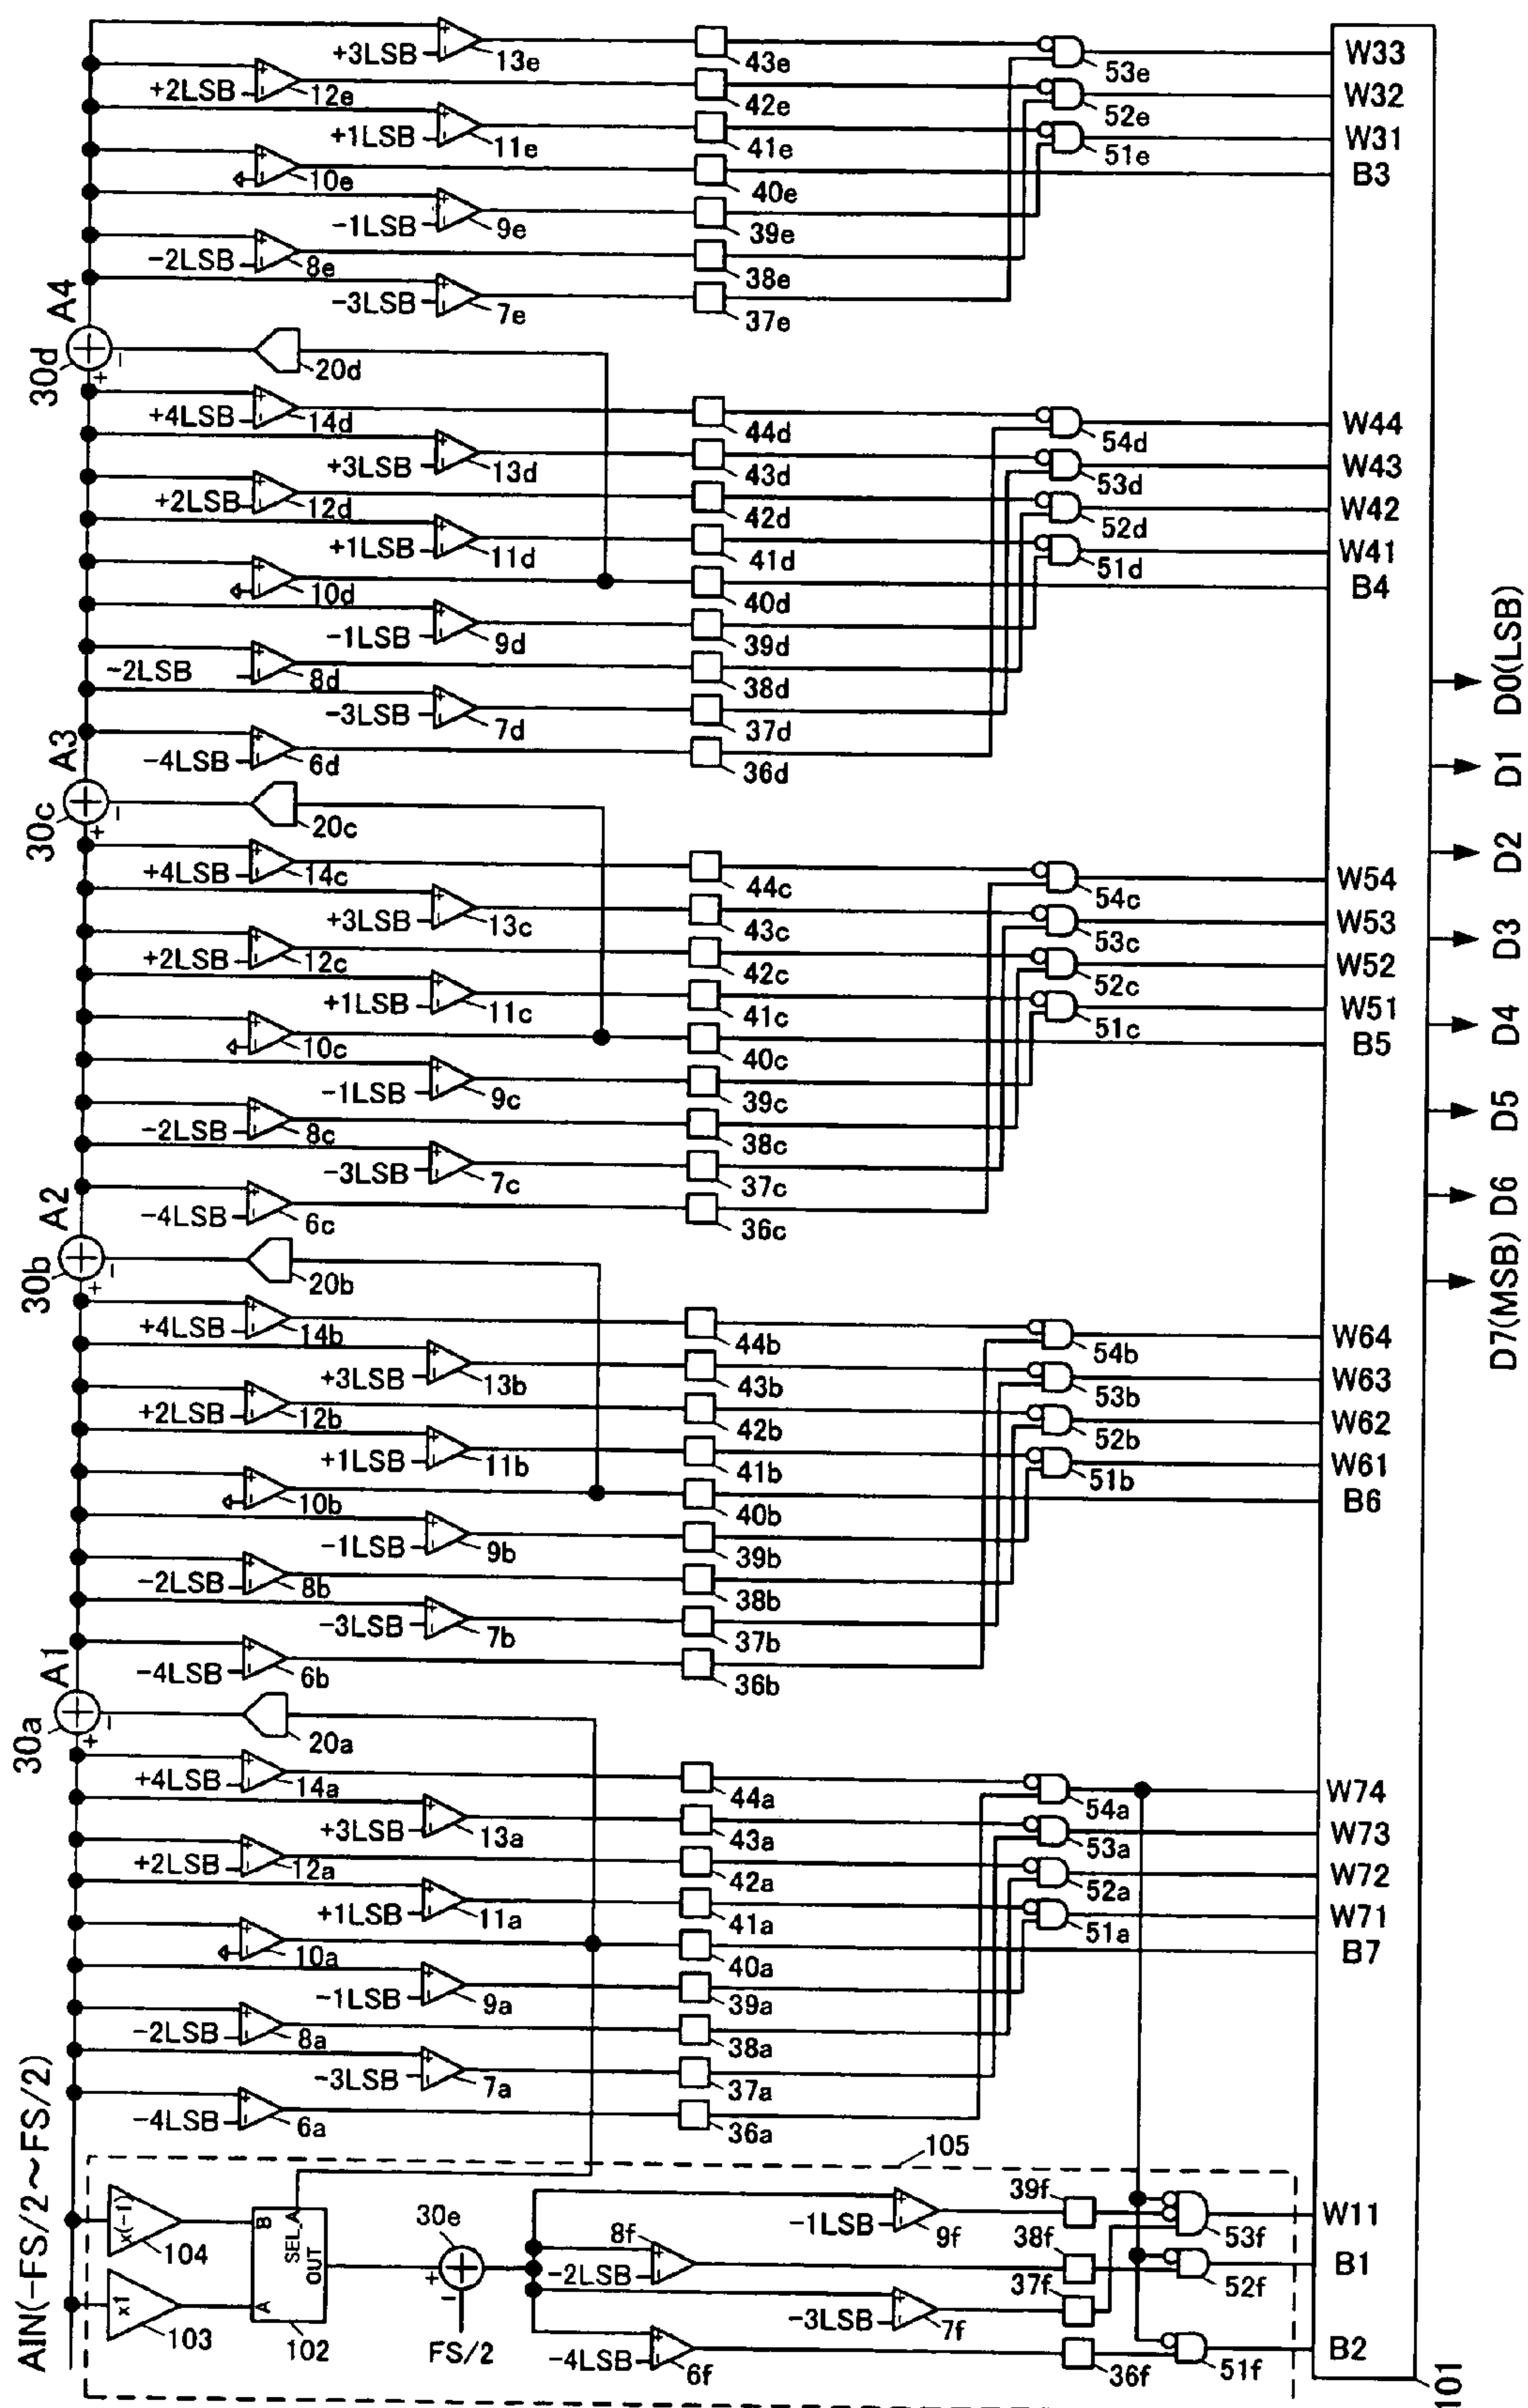 +3LSB 13e 43e 53e W33
+2LSB 12e 42e 52e W32
+1LSB 11e 41e 51e W31
10e 40e B3
-1LSB 9e 39e
-2LSB 8e 38e
-3LSB 7e 37e
A4
30d + - + 20d
+4LSB 14d 44d 54d W44
+3LSB 13d 43d 53d W43
+2LSB 12d 42d 52d W42
+1LSB 11d 41d 51d W41
10d 40d B4
-1LSB 9d 39d
-2LSB 8d 38d
-3LSB 7d 37d
-4LSB 6d 36d
A3
30c + - + 20c
+4LSB 14c 44c 54c W54
+3LSB 13c 43c 53c W53
+2LSB 12c 42c 52c W52
+1LSB 11c 41c 51c W51
10c 40c B5
-1LSB 9c 39c
-2LSB 8c 38c
-3LSB 7c 37c
-4LSB 6c 36c
A2
30b + - + 20b
+4LSB 14b 44b 54b W64
+3LSB 13b 43b 53b W63
+2LSB 12b 42b 52b W62
+1LSB 11b 41b 51b W61
10b 40b B6
-1LSB 9b 39b
-2LSB 8b 38b
-3LSB 7b 37b
-4LSB 6b 36b
A1
30a + - + 20a
+4LSB 14a 44a 54a W74
+3LSB 13a 43a 53a W73
+2LSB 12a 42a 52a W72
+1LSB 11a 41a 51a W71
10a 40a B7
-1LSB 9a 39a
-2LSB 8a 38a
-3LSB 7a 37a
-4LSB 6a 36a
AIN(-FS/2~FS/2)
105
x(-1) 104
x1 103
B SEL_A
A OUT
102
30e + -
FS/2
-1LSB 9f 39f 53f W11
-2LSB 8f 38f 52f B1
-3LSB 7f 37f
-4LSB 6f 36f 51f B2
101
D0(LSB)
D1
D2
D3
D4
D5
D6
D7(MSB)